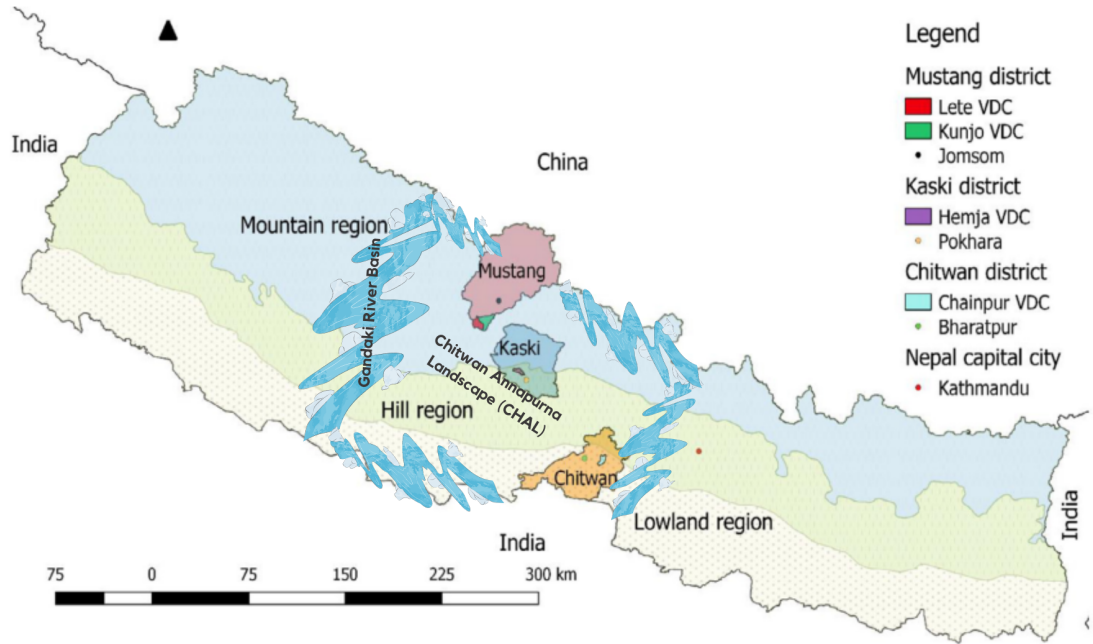 Legend
Mustang district
Lete VDC
Kunjo VDC
Jomsom
Kaski district
Hemja VDC
Pokhara
Chitwan district
Chainpur VDC
Bharatpur
Nepal capital city
Kathmandu
India
China
Mountain region
Mustang
Gandaki River Basin
Kaski
Chitwan Annapurna
Landscape (CHAL)
Hill region
Chitwan
Lowland region
India
India
75 0 75 150 225 300 km